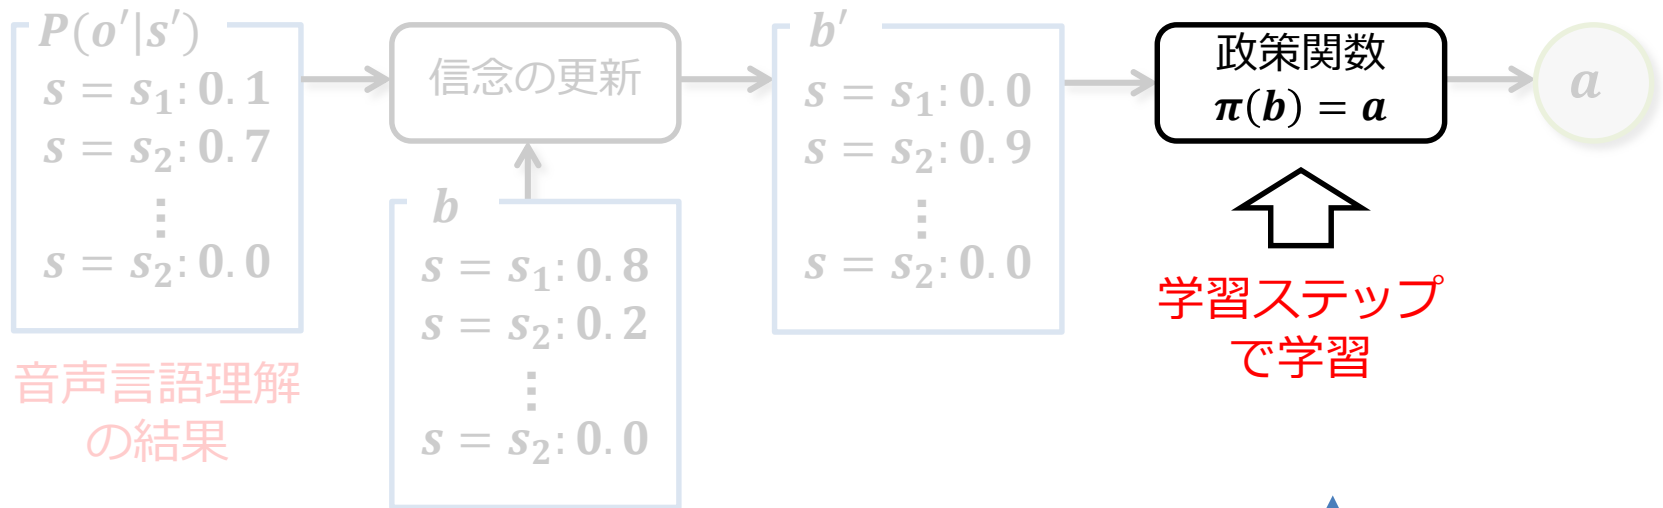 P(o′|s′)
s = s₁: 0.1
s = s₂: 0.7
⋮
s = s₂: 0.0
音声言語理解
の結果
信念の更新
b
s = s₁: 0.8
s = s₂: 0.2
⋮
s = s₂: 0.0
b′
s = s₁: 0.0
s = s₂: 0.9
⋮
s = s₂: 0.0
政策関数
π(b) = a
学習ステップ
で学習
a